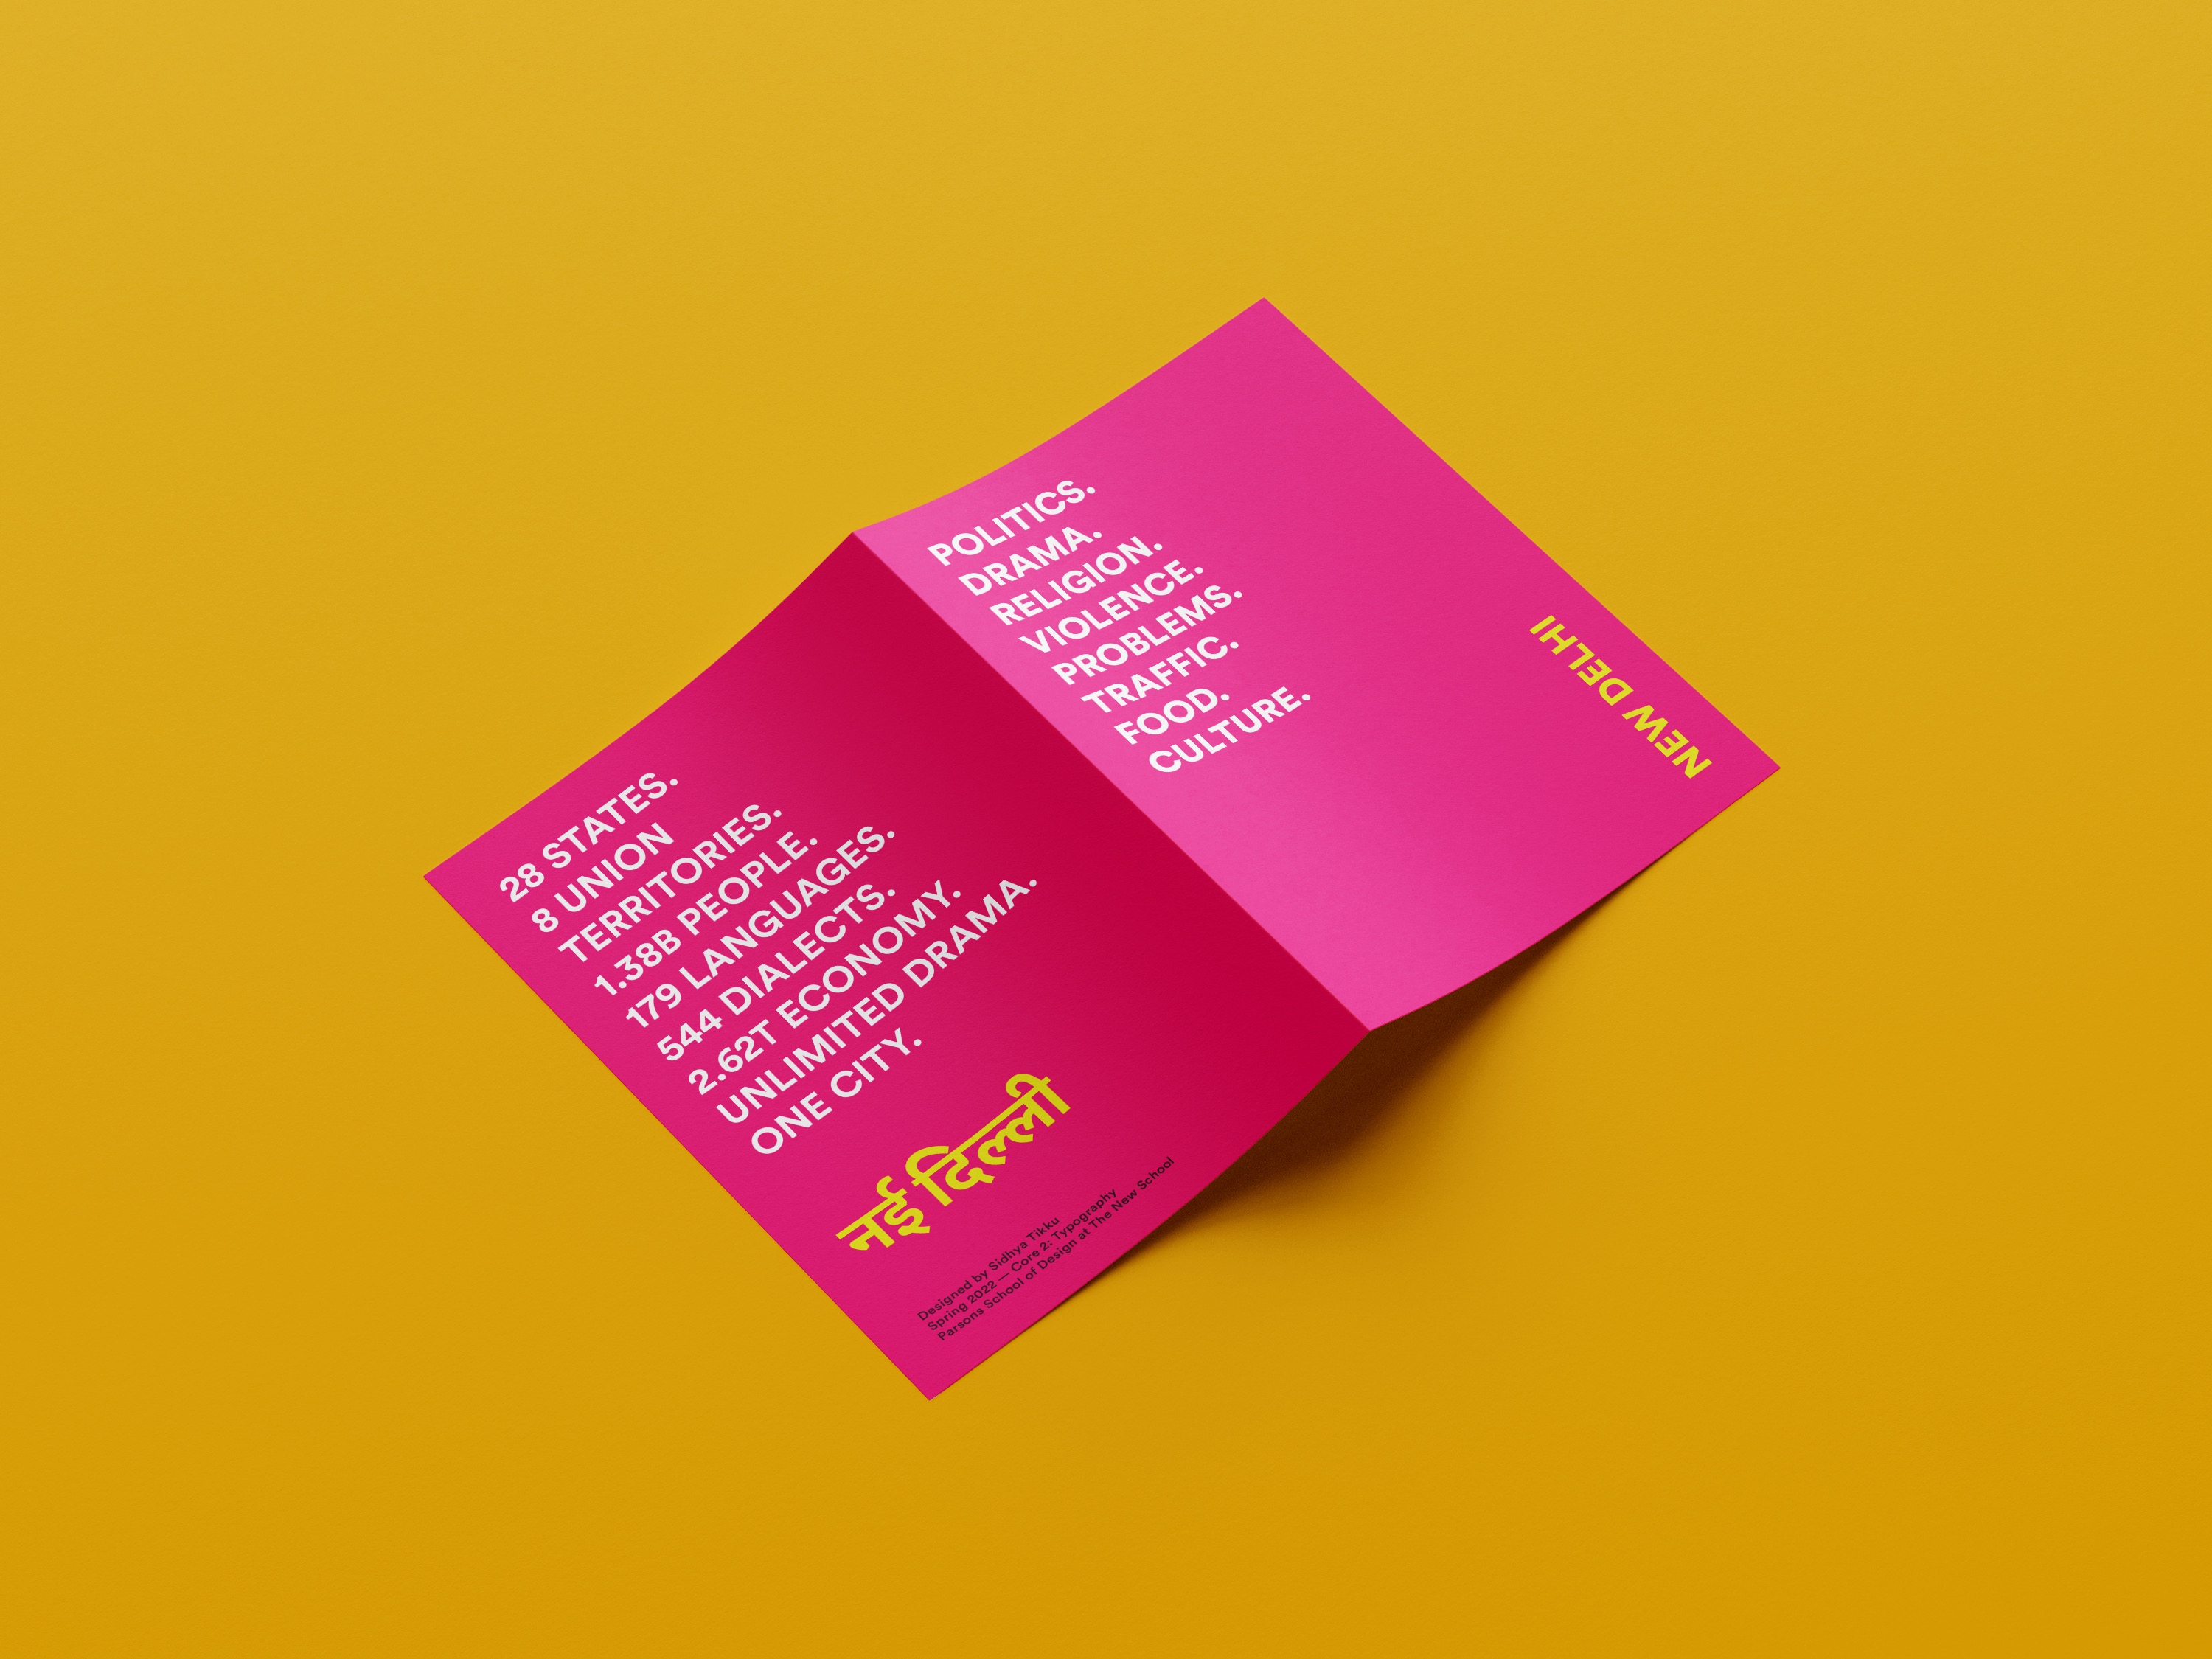 28 STATES.
8 UNION
TERRITORIES.
1.38B PEOPLE.
179 LANGUAGES.
544 DIALECTS.
2.62T ECONOMY.
UNLIMITED DRAMA.
ONE CITY.
नई दिल्ली
Designed by Sidhya Tikku
Spring 2022 — Core 2: Typography
Parsons School of Design at The New School
POLITICS.
DRAMA.
RELIGION.
VIOLENCE.
PROBLEMS.
TRAFFIC.
FOOD.
CULTURE.
NEW DELHI